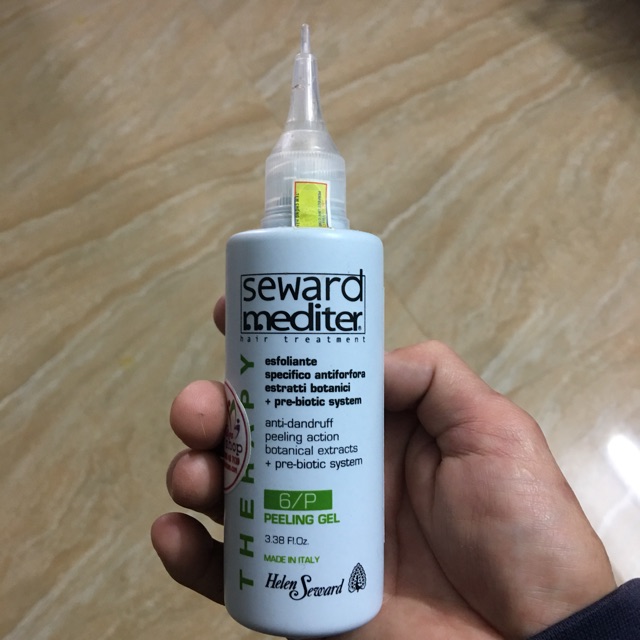 seward
mediter®
hair treatment
THERAPY
esfoliante
specifico antiforfora
estratti botanici
+ pre-biotic system
anti-dandruff
peeling action
botanical extracts
+ pre-biotic system
6/P
PEELING GEL
3.38 Fl.Oz.
MADE IN ITALY
Helen Seward